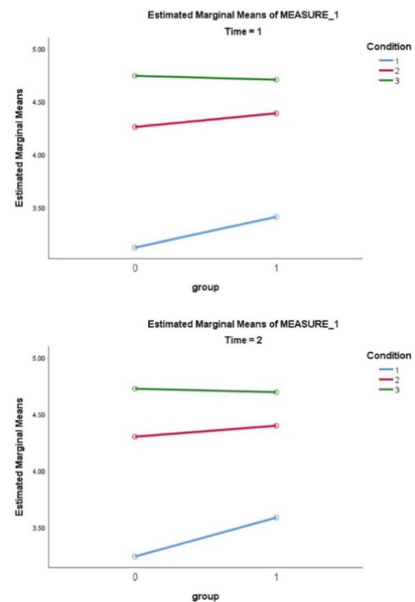 Estimated Marginal Means of MEASURE_1
Time = 1
Condition
1
2
3
Estimated Marginal Means
5.00
4.50
4.00
3.50
0 1
group
Estimated Marginal Means of MEASURE_1
Time = 2
Condition
1
2
3
Estimated Marginal Means
5.00
4.50
4.00
3.50
0 1
group